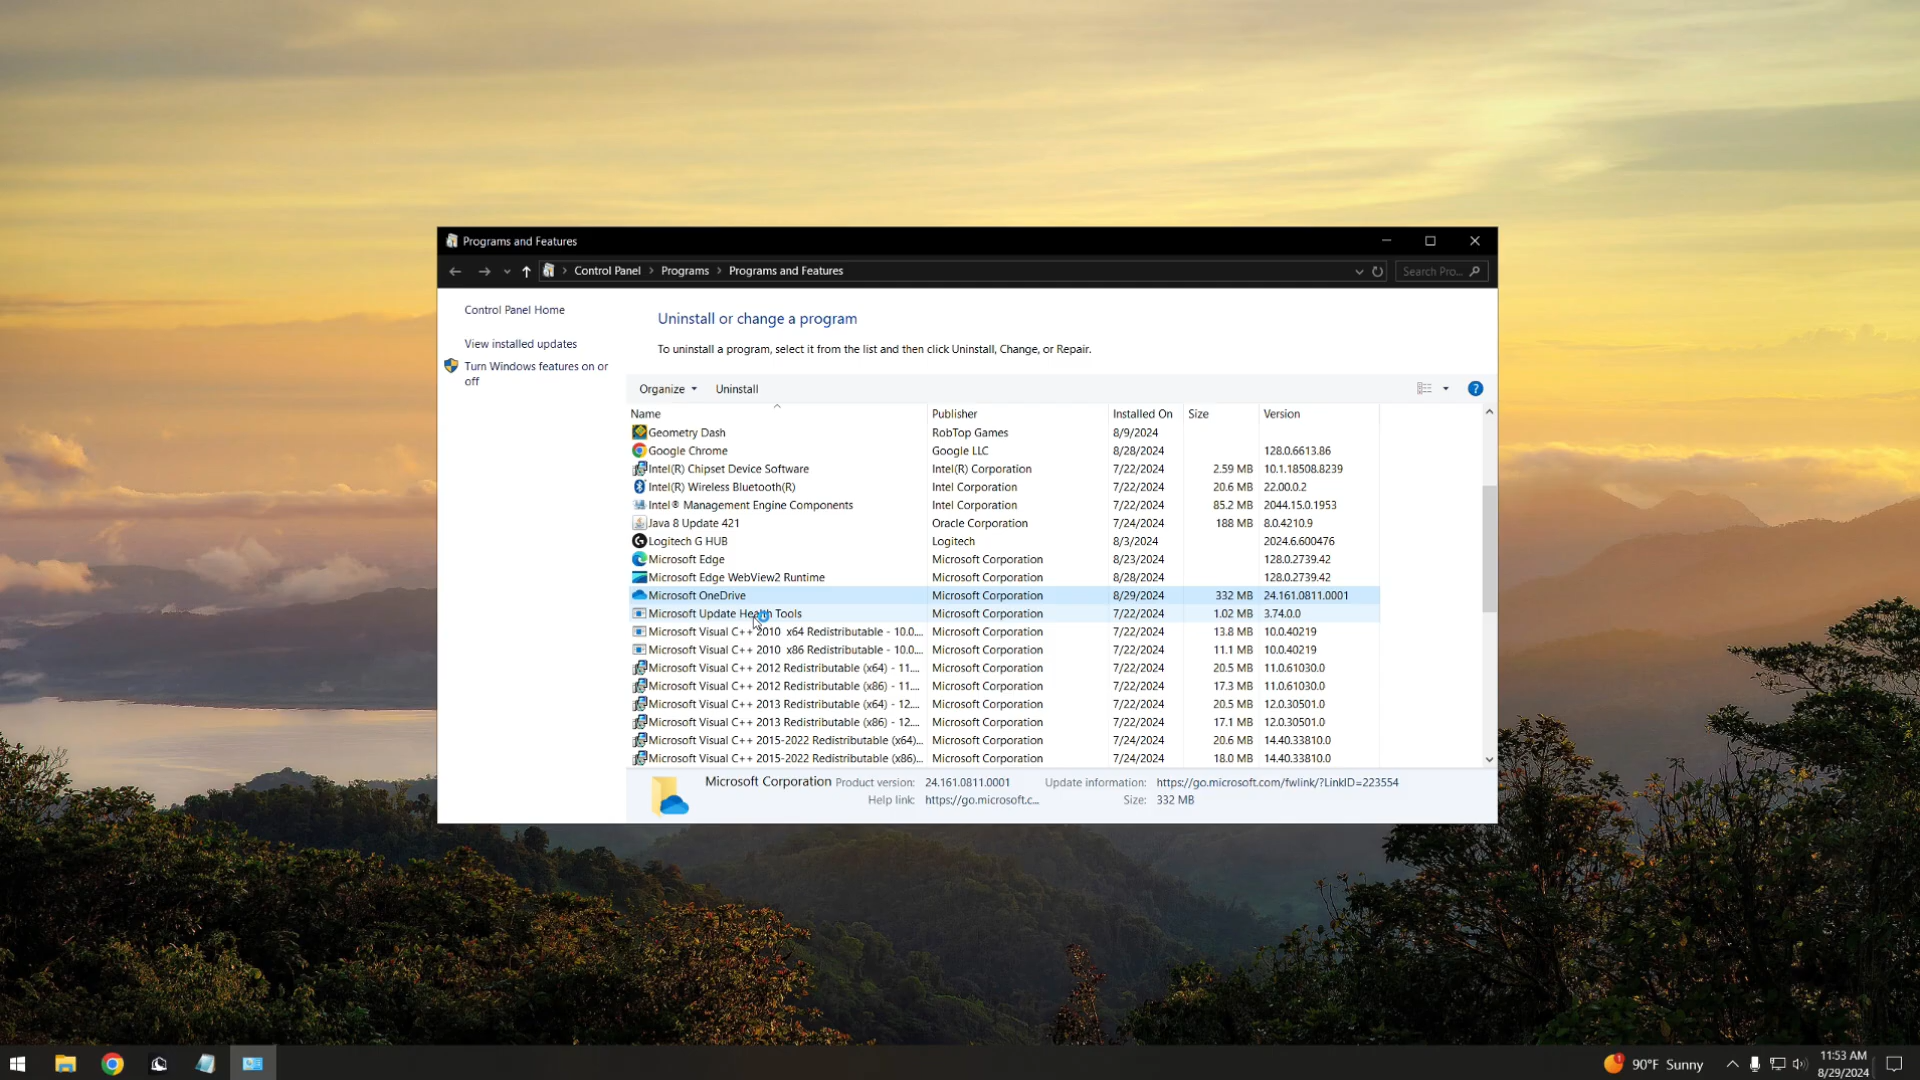 Programs and Features
Control Panel > Programs > Programs and Features
Search Pro...
Control Panel Home
View installed updates
Turn Windows features on or
off
Uninstall or change a program
To uninstall a program, select it from the list and then click Uninstall, Change, or Repair.
Organize Uninstall
Name Publisher Installed On Size Version
Geometry Dash RobTop Games 8/9/2024
Google Chrome Google LLC 8/28/2024 128.0.6613.86
Intel(R) Chipset Device Software Intel(R) Corporation 7/22/2024 2.59 MB 10.1.18508.8239
Intel(R) Wireless Bluetooth(R) Intel Corporation 7/22/2024 20.6 MB 22.00.0.2
Intel® Management Engine Components Intel Corporation 7/22/2024 85.2 MB 2044.15.0.1953
Java 8 Update 421 Oracle Corporation 7/24/2024 188 MB 8.0.4210.9
Logitech G HUB Logitech 8/3/2024 2024.6.600476
Microsoft Edge Microsoft Corporation 8/23/2024 128.0.2739.42
Microsoft Edge WebView2 Runtime Microsoft Corporation 8/28/2024 128.0.2739.42
Microsoft OneDrive Microsoft Corporation 8/29/2024 332 MB 24.161.0811.0001
Microsoft Update Health Tools Microsoft Corporation 7/22/2024 1.02 MB 3.74.0.0
Microsoft Visual C++ 2010 x64 Redistributable - 10.0.... Microsoft Corporation 7/22/2024 13.8 MB 10.0.40219
Microsoft Visual C++ 2010 x86 Redistributable - 10.0.... Microsoft Corporation 7/22/2024 11.1 MB 10.0.40219
Microsoft Visual C++ 2012 Redistributable (x64) - 11.... Microsoft Corporation 7/22/2024 20.5 MB 11.0.61030.0
Microsoft Visual C++ 2012 Redistributable (x86) - 11.... Microsoft Corporation 7/22/2024 17.3 MB 11.0.61030.0
Microsoft Visual C++ 2013 Redistributable (x64) - 12.... Microsoft Corporation 7/22/2024 20.5 MB 12.0.30501.0
Microsoft Visual C++ 2013 Redistributable (x86) - 12.... Microsoft Corporation 7/22/2024 17.1 MB 12.0.30501.0
Microsoft Visual C++ 2015-2022 Redistributable (x64)... Microsoft Corporation 7/24/2024 20.6 MB 14.40.33810.0
Microsoft Visual C++ 2015-2022 Redistributable (x86)... Microsoft Corporation 7/24/2024 18.0 MB 14.40.33810.0
Microsoft Corporation Product version: 24.161.0811.0001 Update information: https://go.microsoft.com/fwlink/?LinkID=223554
Help link: https://go.microsoft.c... Size: 332 MB
1 90°F Sunny
11:53 AM
8/29/2024